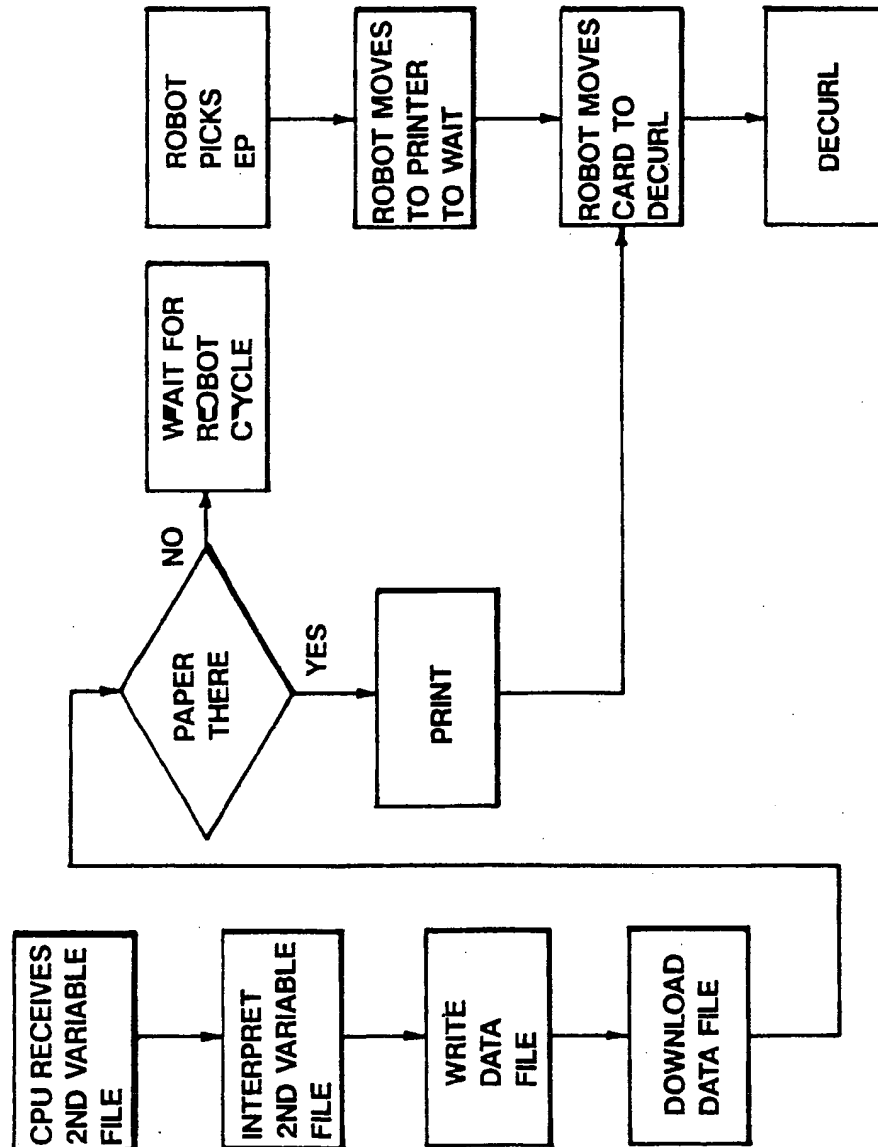 CPU RECEIVES
2ND VARIABLE
FILE
INTERPRET
2ND VARIABLE
FILE
WRITE
DATA
FILE
DOWNLOAD
DATA FILE
PAPER
THERE
NO
YES
WAIT FOR
ROBOT
CYCLE
PRINT
ROBOT
PICKS
EP
ROBOT MOVES
TO PRINTER
TO WAIT
ROBOT MOVES
CARD TO
DECURL
DECURL